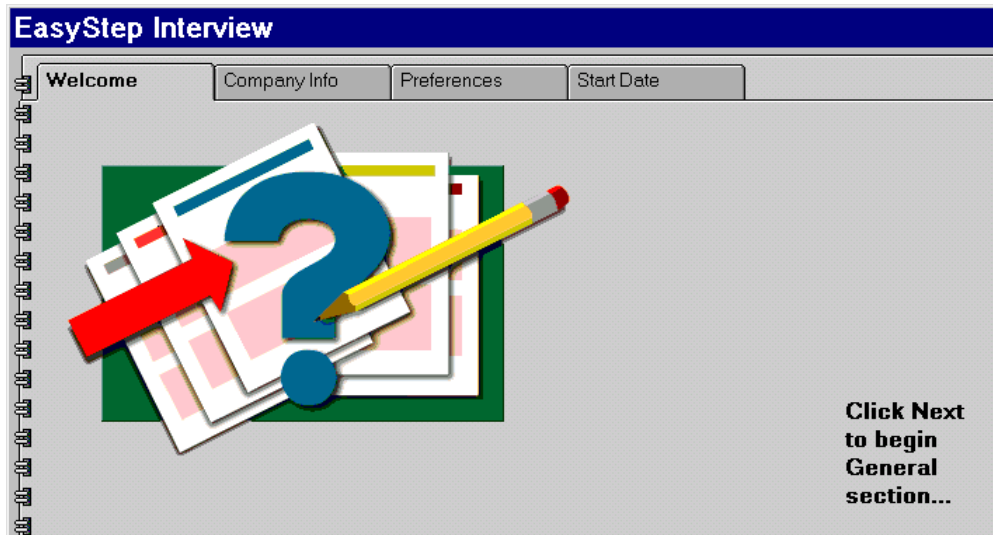 EasyStep Interview
Welcome
Company Info
Preferences
Start Date
Click Next
to begin
General
section...